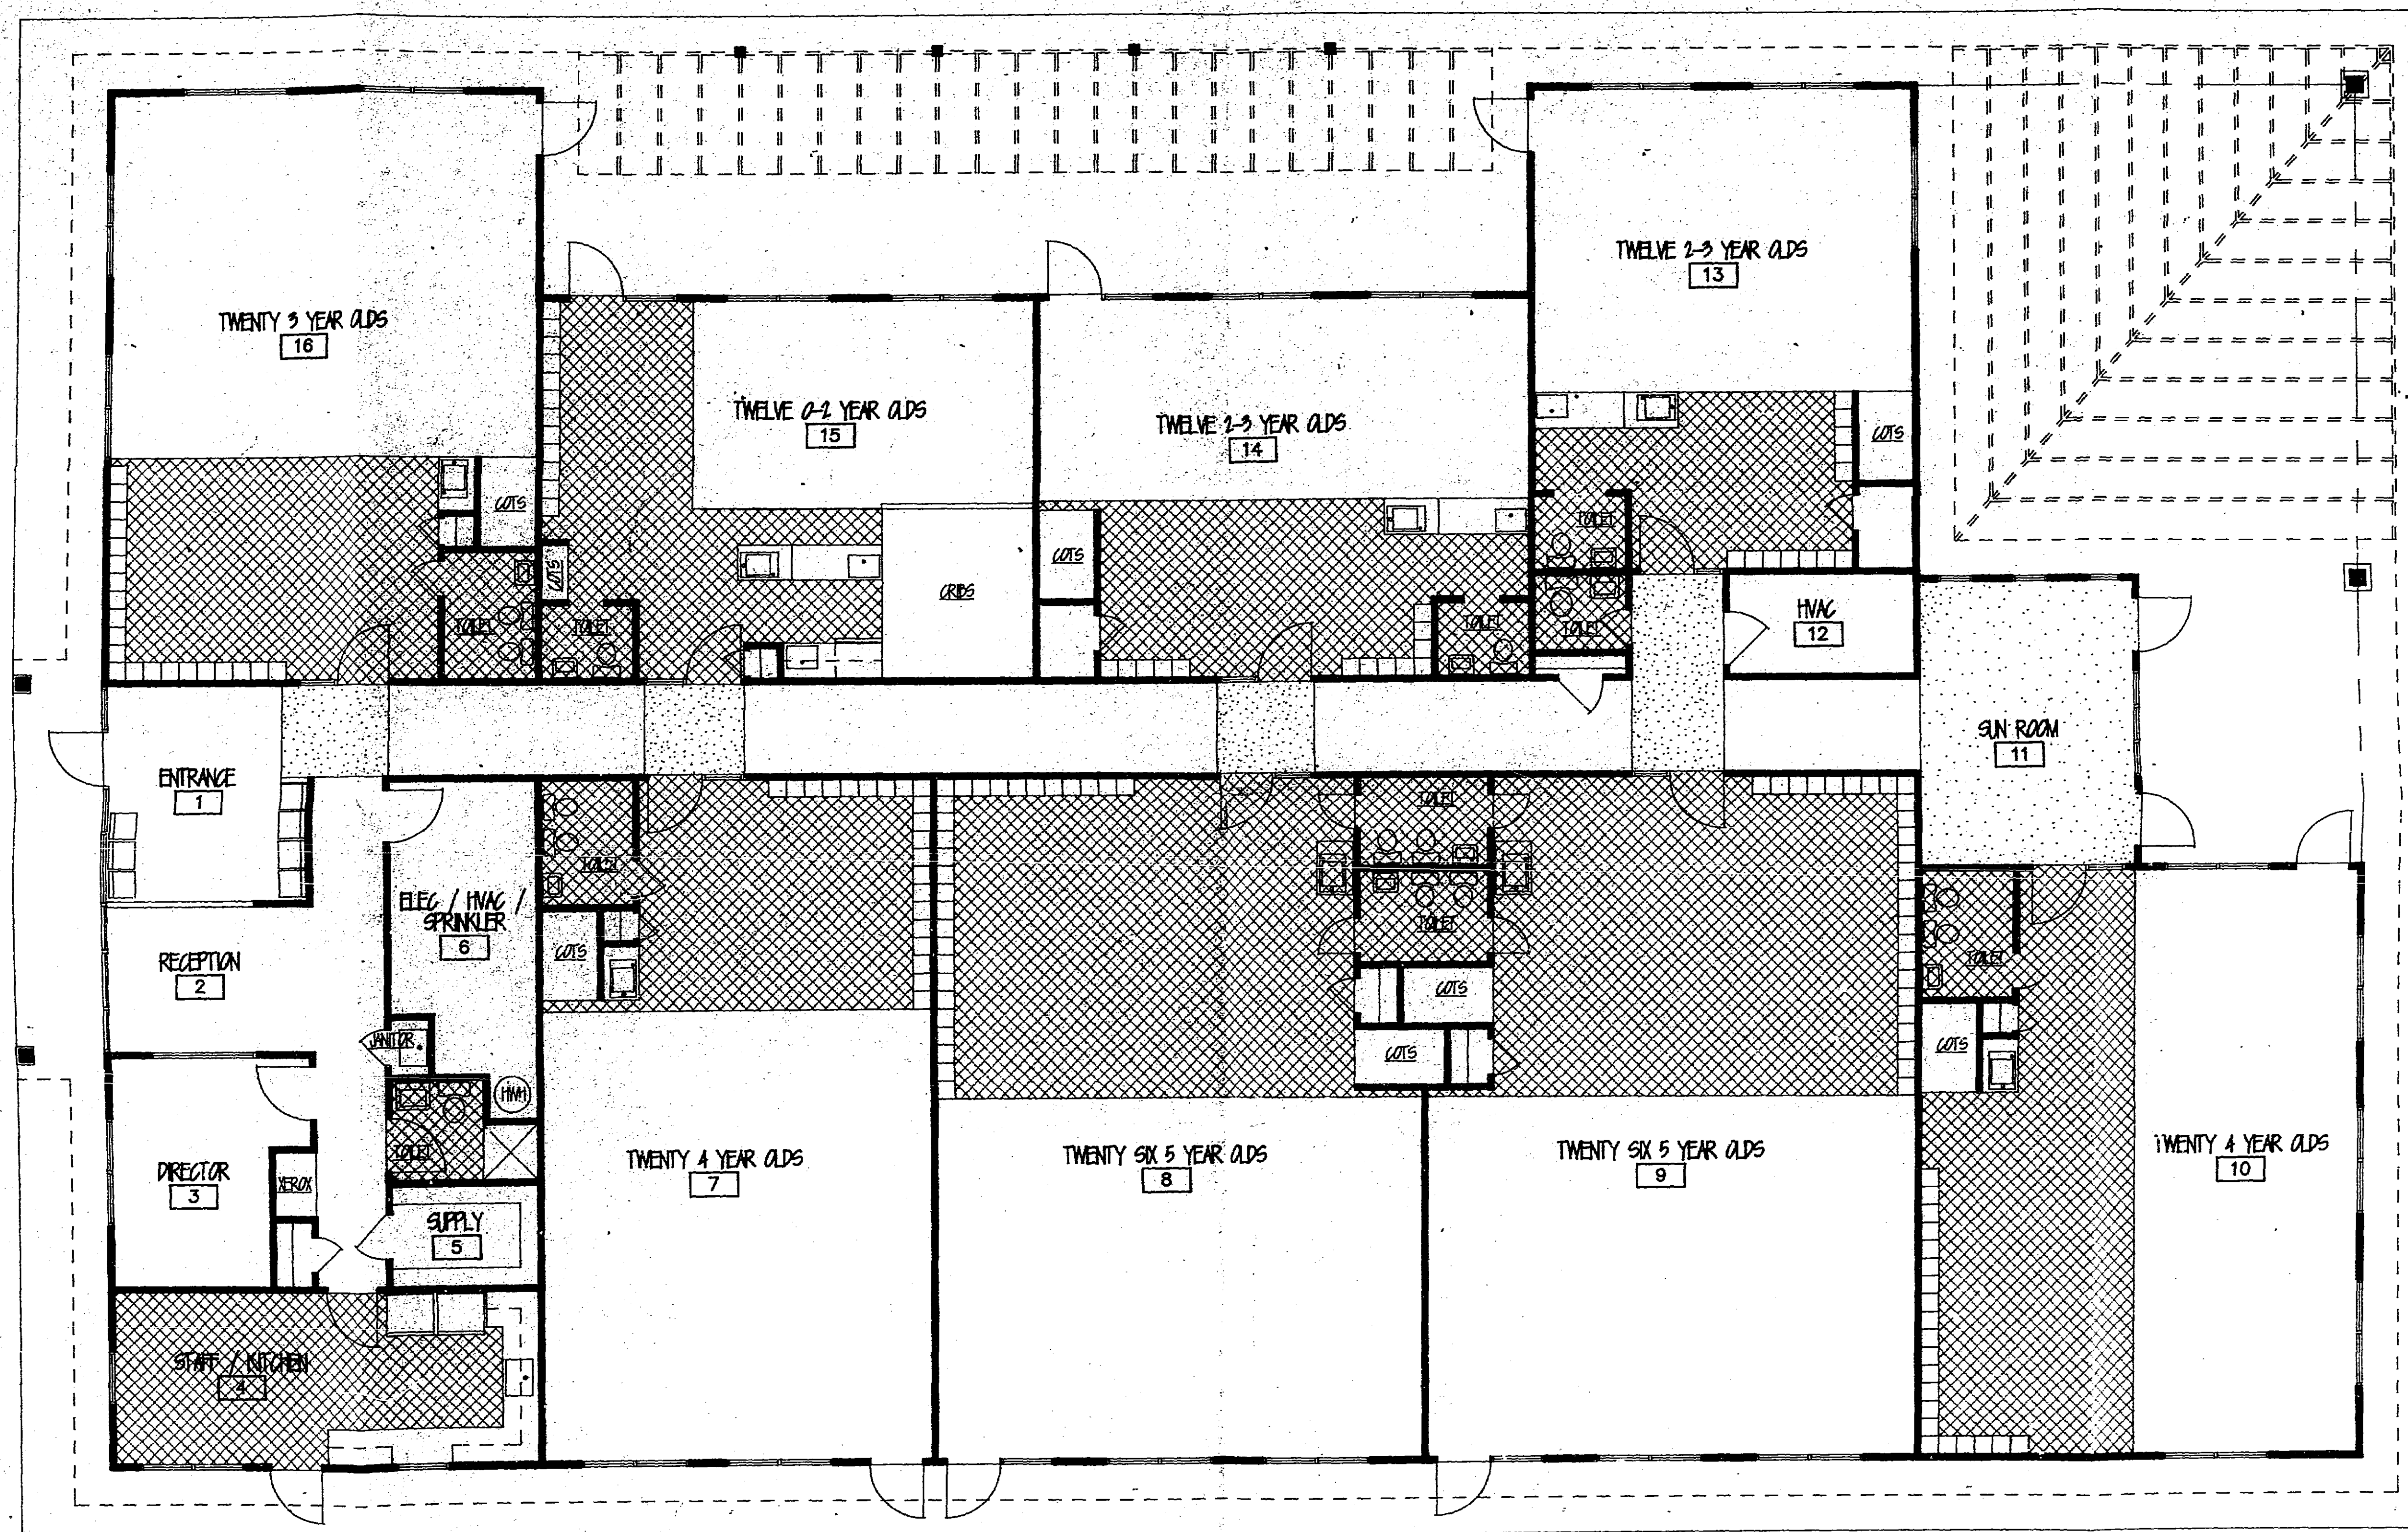 TWELVE 2-3 YEAR OLDS
13
TWENTY 3 YEAR OLDS
16
TWELVE 0-2 YEAR OLDS
15
TWELVE 2-3 YEAR OLDS
14
COTS
COTS
COTS
COTS
CRIBS
TOILET
TOILET
TOILET
TOILET
TOILET
HVAC
12
SUN ROOM
11
ENTRANCE
1
TOILET
TOILET
ELEC / HVAC /
SPRINKLER
6
TOILET
TOILET
RECEPTION
2
COTS
COTS
COTS
COTS
JANITOR
HWH
TOILET
DIRECTOR
3
XEROX
TWENTY 4 YEAR OLDS
7
TWENTY SIX 5 YEAR OLDS
8
TWENTY SIX 5 YEAR OLDS
9
TWENTY 4 YEAR OLDS
10
SUPPLY
5
STAFF / KITCHEN
4